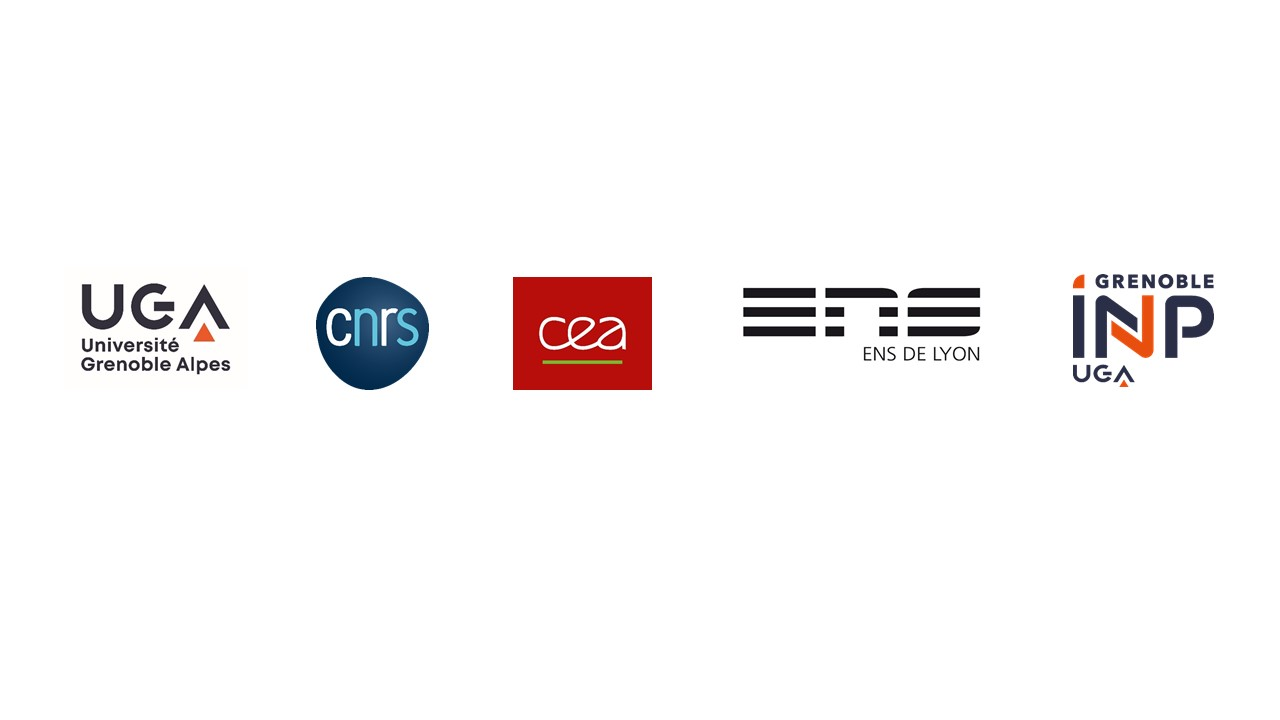 UGA
Université
Grenoble Alpes
cnrs
cea
ens
ENS DE LYON
GRENOBLE
INP
UGA